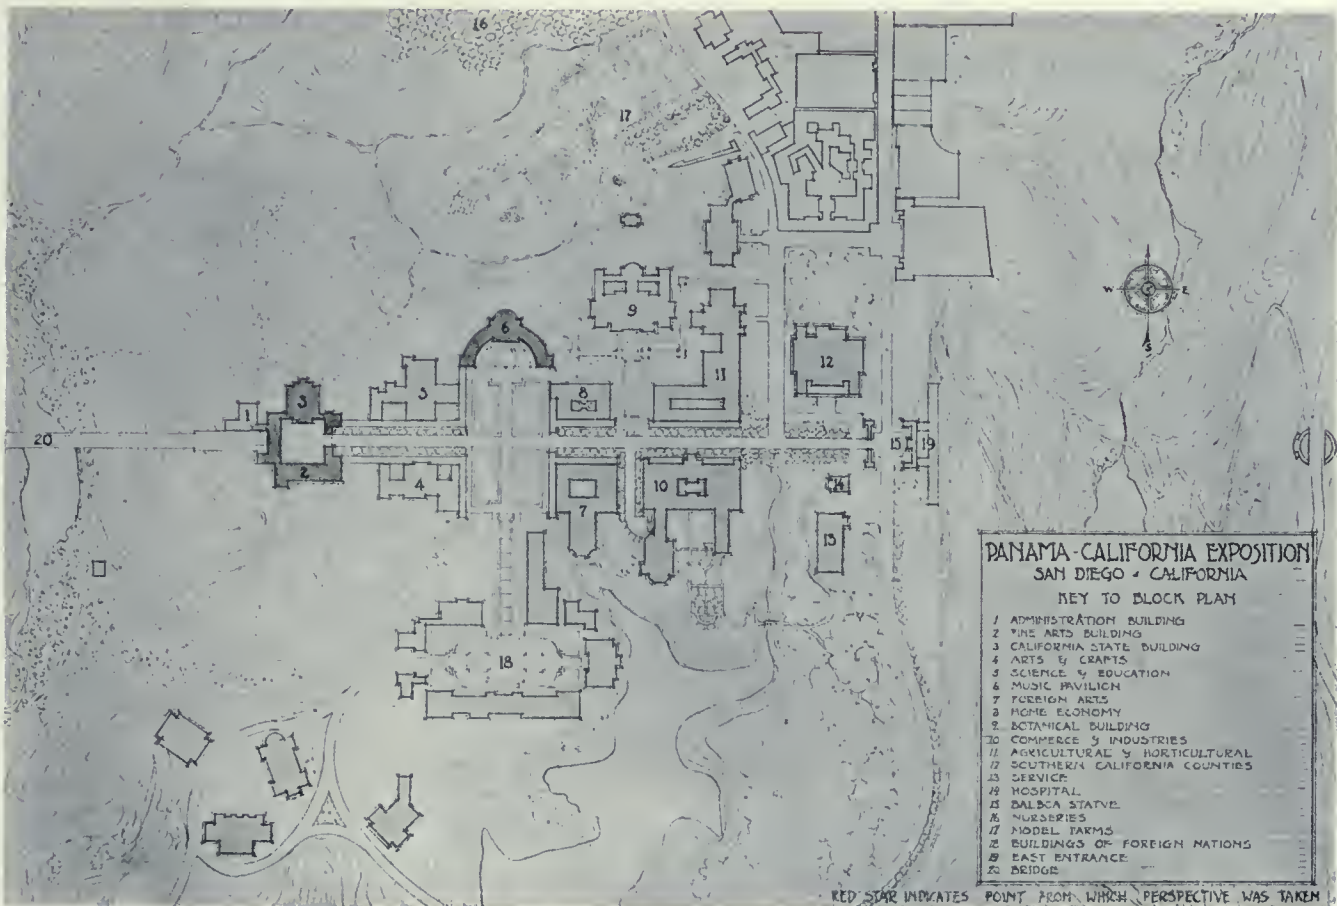 16
17
6
9
12
11
8
5
3
1
20
2
4
7
10
15
19
14
13
18
W E
S
PANAMA-CALIFORNIA EXPOSITION
SAN DIEGO - CALIFORNIA
KEY TO BLOCK PLAN
1 ADMINISTRATION BUILDING
2 FINE ARTS BUILDING
3 CALIFORNIA STATE BUILDING
4 ARTS & CRAFTS
5 SCIENCE & EDUCATION
6 MUSIC PAVILION
7 FOREIGN ARTS
8 HOME ECONOMY
9 BOTANICAL BUILDING
10 COMMERCE & INDUSTRIES
11 AGRICULTURAL & HORTICULTURAL
12 SOUTHERN CALIFORNIA COUNTIES
13 SERVICE
14 HOSPITAL
15 BALBOA STATVE
16 NURSERIES
17 MODEL FARMS
18 BUILDINGS OF FOREIGN NATIONS
19 EAST ENTRANCE
20 BRIDGE
RED STAR INDICATES POINT FROM WHICH PERSPECTIVE WAS TAKEN